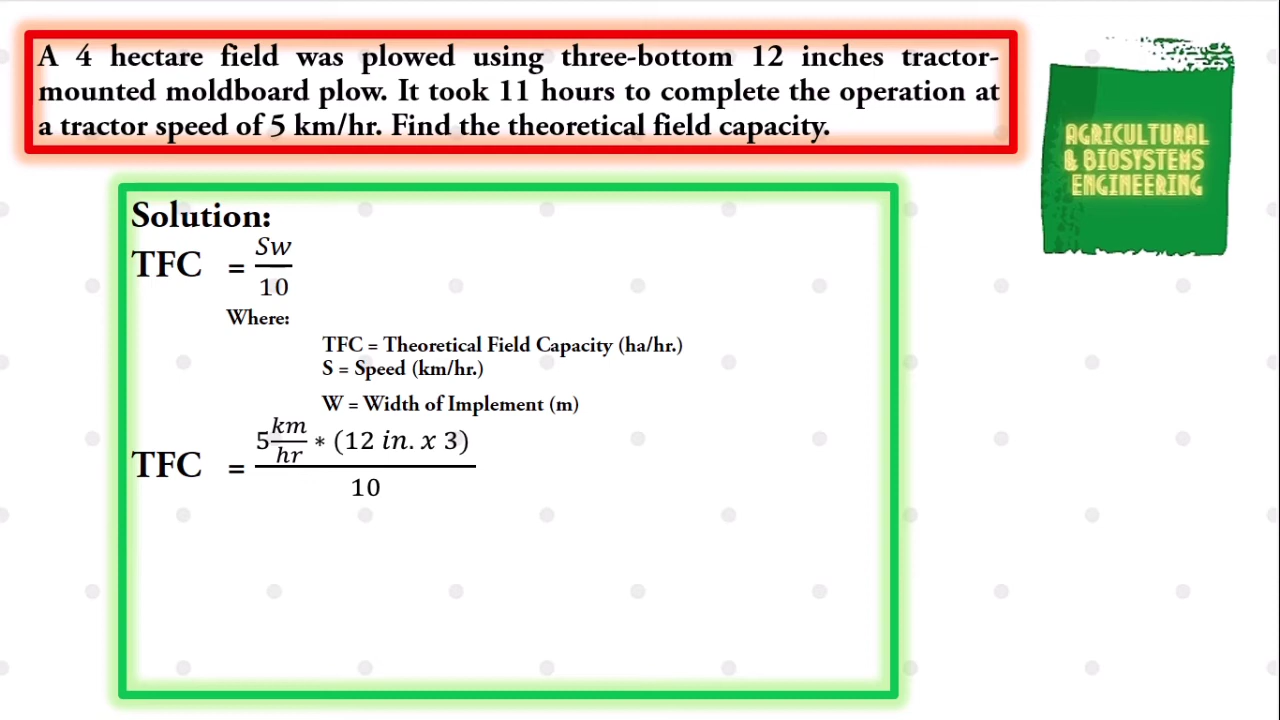 A 4 hectare field was plowed using three-bottom 12 inches tractor-
mounted moldboard plow. It took 11 hours to complete the operation at
a tractor speed of 5 km/hr. Find the theoretical field capacity.
AGRICULTURAL
& BIOSYSTEMS
ENGINEERING
Solution:
TFC = Sw/10
Where:
TFC = Theoretical Field Capacity (ha/hr.)
S = Speed (km/hr.)
W = Width of Implement (m)
TFC = 5 km/hr * (12 in. x 3)/10